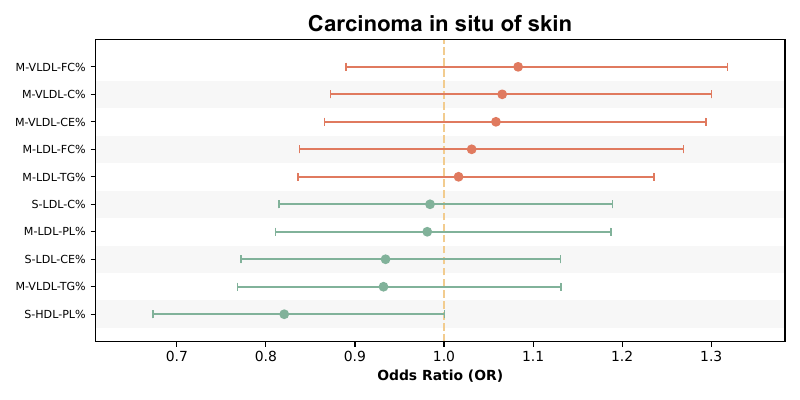 Carcinoma in situ of skin
M-VLDL-FC%
M-VLDL-C%
M-VLDL-CE%
M-LDL-FC%
M-LDL-TG%
S-LDL-C%
M-LDL-PL%
S-LDL-CE%
M-VLDL-TG%
S-HDL-PL%
0.7 0.8 0.9 1.0 1.1 1.2 1.3
Odds Ratio (OR)